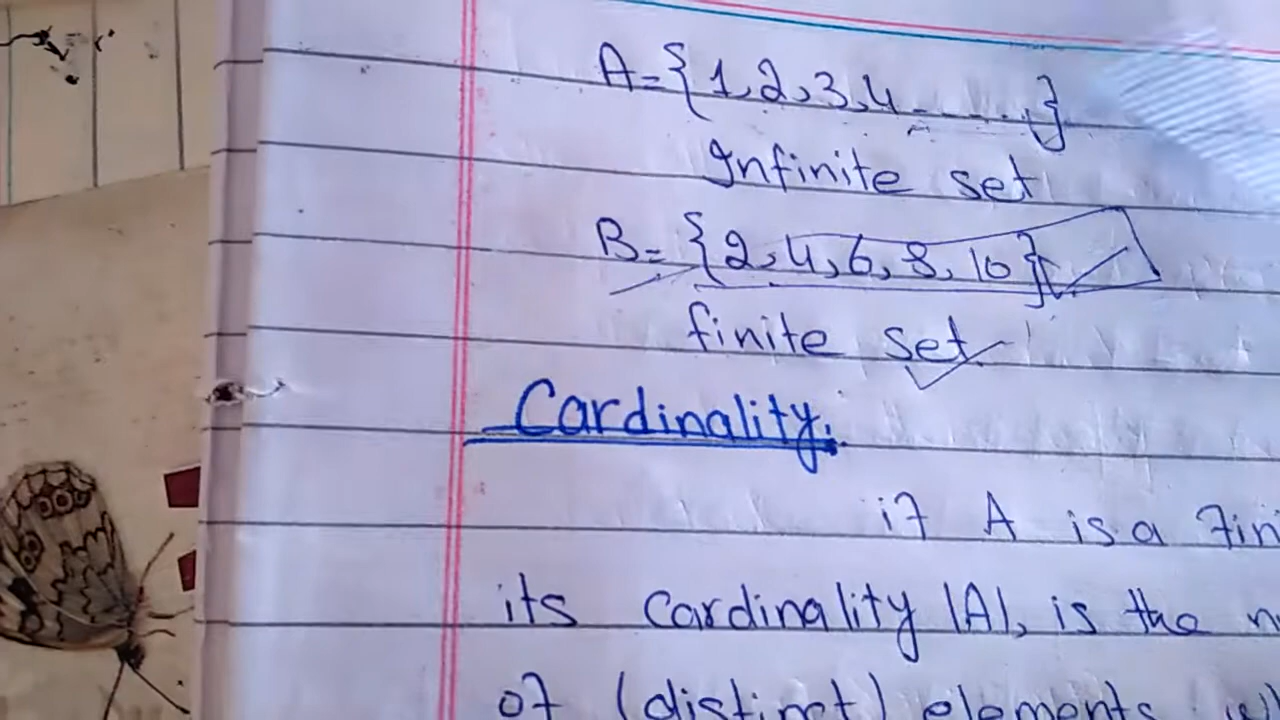 A={1,2,3,4.......}
Infinite set
B={2,4,6,8,10}
finite set
Cardinality:
if A is a
its Cardinality |A|, is the
of (distinct) elements